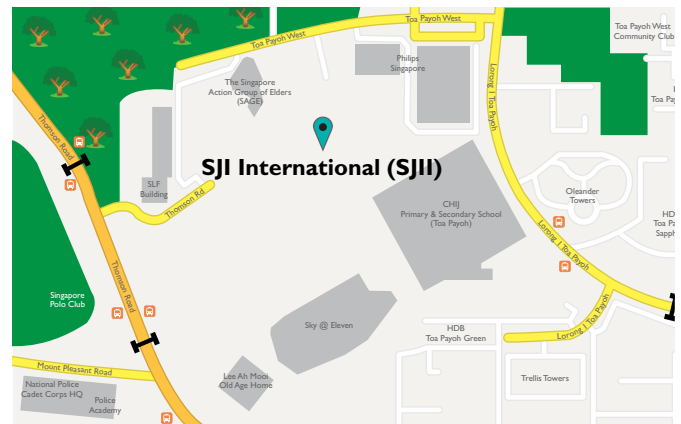 Toa Payoh West
Toa Payoh West
Community Club
Toa Payoh West
The Singapore
Action Group of Elders
(SAGE)
Philips
Singapore
Lorong 1 Toa Payoh
Toa Pay
Thomson Road
SJI International (SJII)
SLF
Building
Thomson Rd
CHIJ
Primary & Secondary School
(Toa Payoh)
Oleander
Towers
HD
Toa Pa
Sapph
Lorong 1 Toa Payoh
Thomson Road
Singapore
Polo Club
Sky @ Eleven
HDB
Toa Payoh Green
Lorong 1 Toa Payoh
Mount Pleasant Road
National Police
Cadet Corps HQ
Police
Academy
Lee Ah Mooi
Old Age Home
Trellis Towers